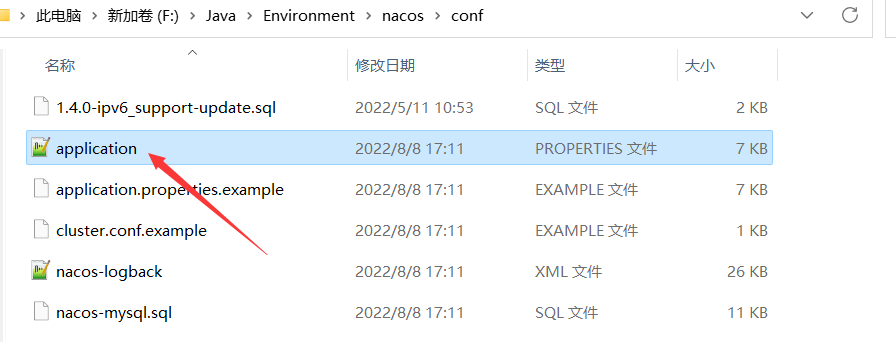 此电脑 > 新加卷 (F:) > Java > Environment > nacos > conf
名称 修改日期 类型 大小
1.4.0-ipv6_support-update.sql 2022/5/11 10:53 SQL 文件 2 KB
application 2022/8/8 17:11 PROPERTIES 文件 7 KB
application.properties.example 2022/8/8 17:11 EXAMPLE 文件 7 KB
cluster.conf.example 2022/8/8 17:11 EXAMPLE 文件 1 KB
nacos-logback 2022/8/8 17:11 XML 文件 26 KB
nacos-mysql.sql 2022/8/8 17:11 SQL 文件 11 KB